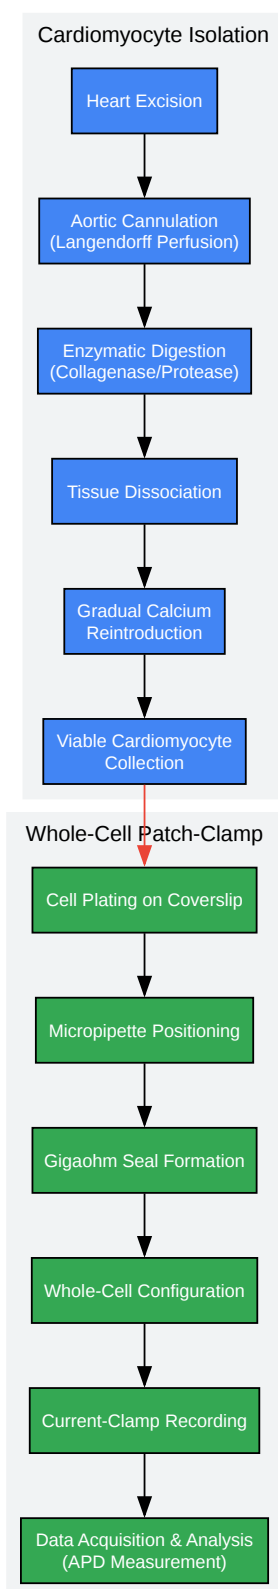 Cardiomyocyte Isolation
Heart Excision
Aortic Cannulation
(Langendorff Perfusion)
Enzymatic Digestion
(Collagenase/Protease)
Tissue Dissociation
Gradual Calcium
Reintroduction
Viable Cardiomyocyte
Collection
Whole-Cell Patch-Clamp
Cell Plating on Coverslip
Micropipette Positioning
Gigaohm Seal Formation
Whole-Cell Configuration
Current-Clamp Recording
Data Acquisition & Analysis
(APD Measurement)